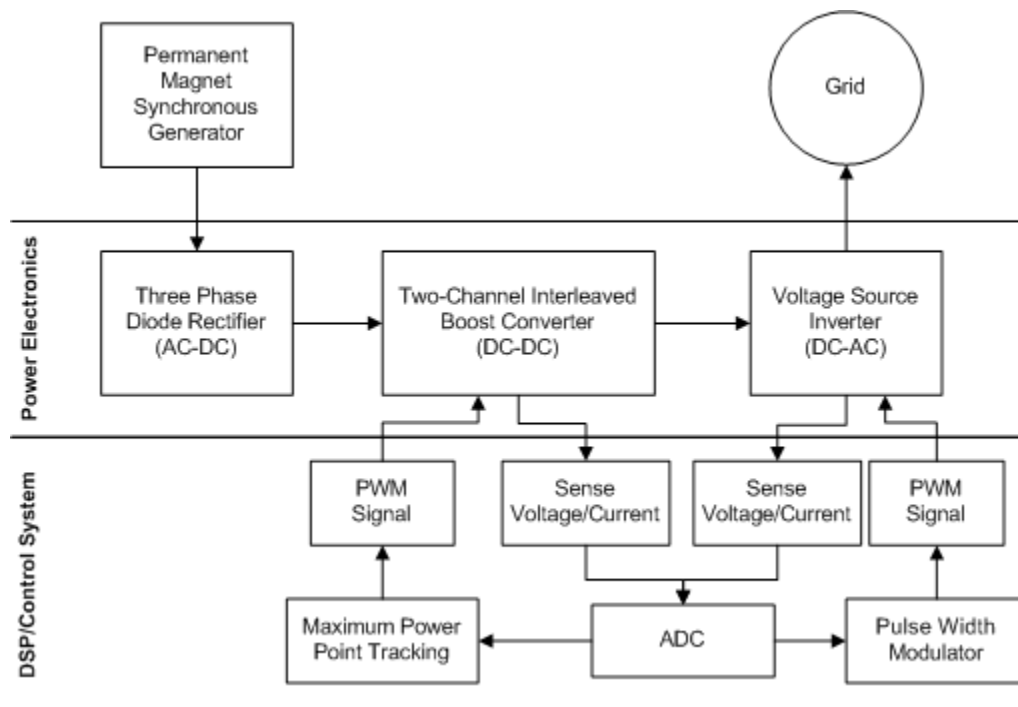 Permanent
Magnet
Synchronous
Generator
Grid
Power Electronics
Three Phase
Diode Rectifier
(AC-DC)
Two-Channel Interleaved
Boost Converter
(DC-DC)
Voltage Source
Inverter
(DC-AC)
DSP/Control System
PWM
Signal
Sense
Voltage/Current
Sense
Voltage/Current
PWM
Signal
Maximum Power
Point Tracking
ADC
Pulse Width
Modulator